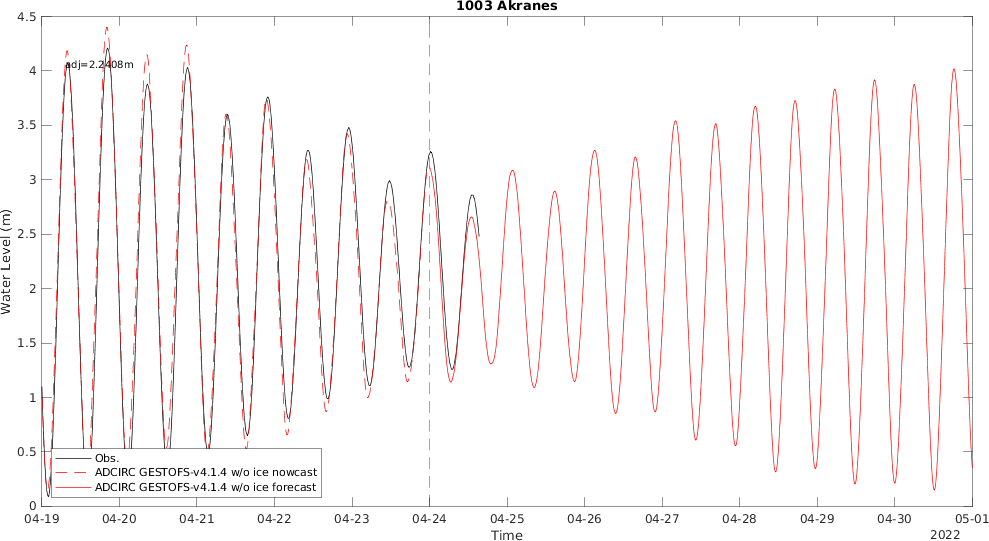 1003 Akranes
4.5
4
3.5
3
2.5
2
1.5
1
0.5
0
Water Level (m)
adj=2.2408m
Obs.
ADCIRC GESTOFS-v4.1.4 w/o ice nowcast
ADCIRC GESTOFS-v4.1.4 w/o ice forecast
04-19 04-20 04-21 04-22 04-23 04-24 04-25 04-26 04-27 04-28 04-29 04-30 05-01
Time
2022